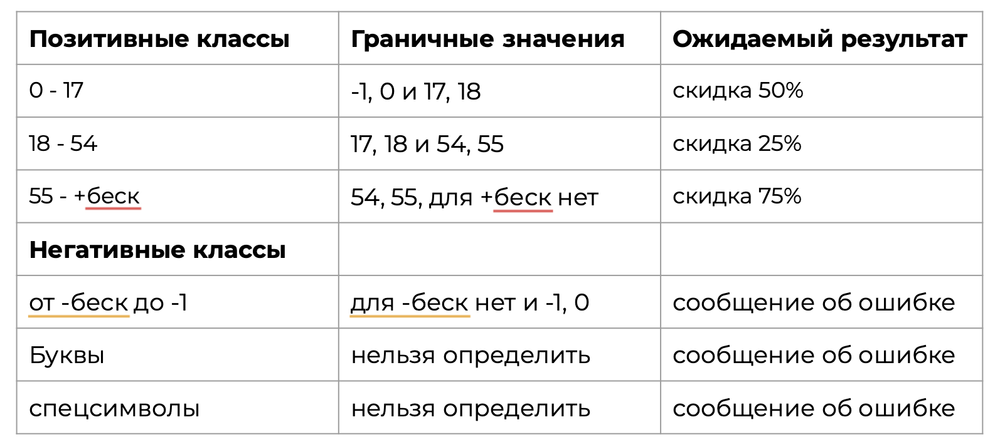 Позитивные классы Граничные значения Ожидаемый результат
0 - 17 -1, 0 и 17, 18 скидка 50%
18 - 54 17, 18 и 54, 55 скидка 25%
55 - +беск 54, 55, для +беск нет скидка 75%
Негативные классы
от -беск до -1 для -беск нет и -1, 0 сообщение об ошибке
Буквы нельзя определить сообщение об ошибке
спецсимволы нельзя определить сообщение об ошибке